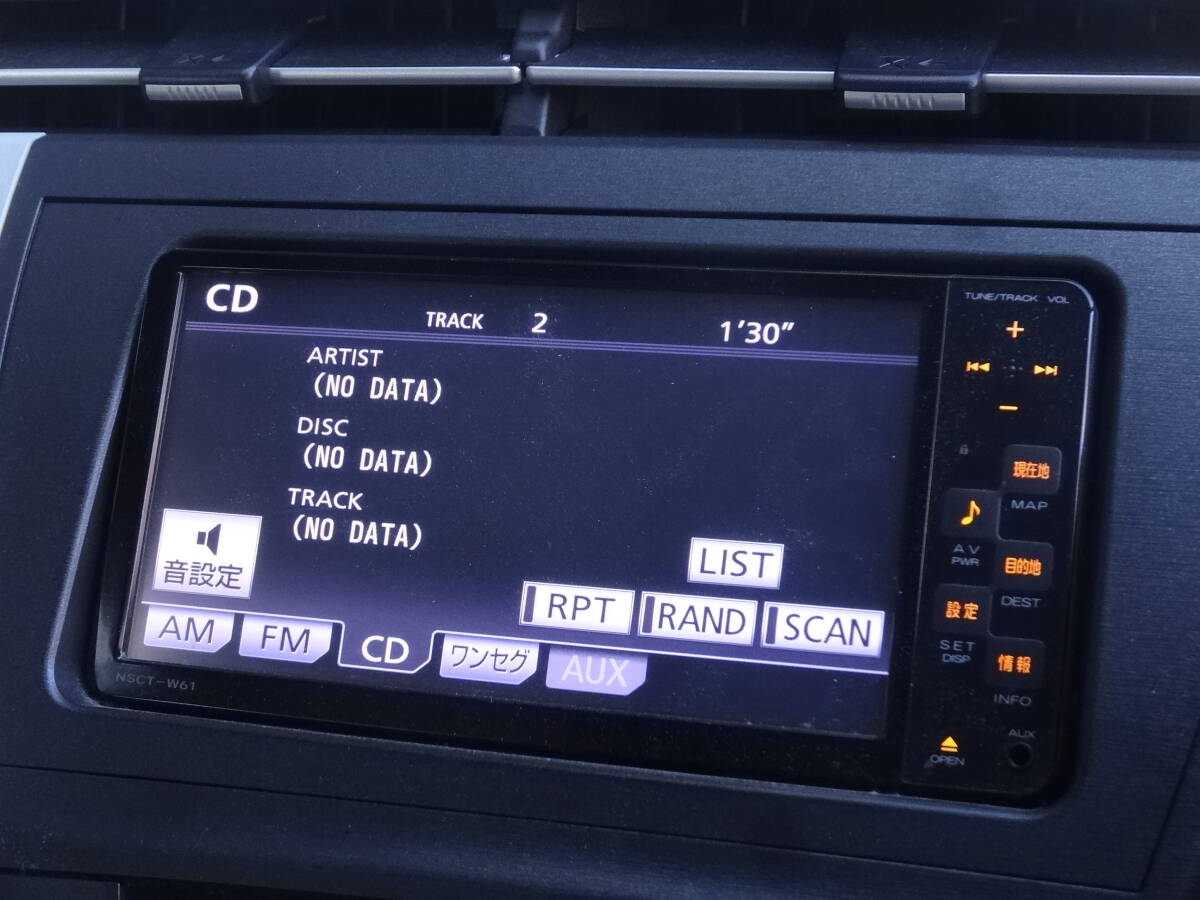 CD
TRACK 2 1'30"
ARTIST
(NO DATA)
DISC
(NO DATA)
TRACK
(NO DATA)
音設定
LIST
RPT RAND SCAN
AM FM CD ワンセグ AUX
NSCT-W61
TUNE/TRACK VOL
+
−
現在地
MAP
AV
PWR
目的地
DEST
設定
SET
DISP
情報
INFO
OPEN
AUX